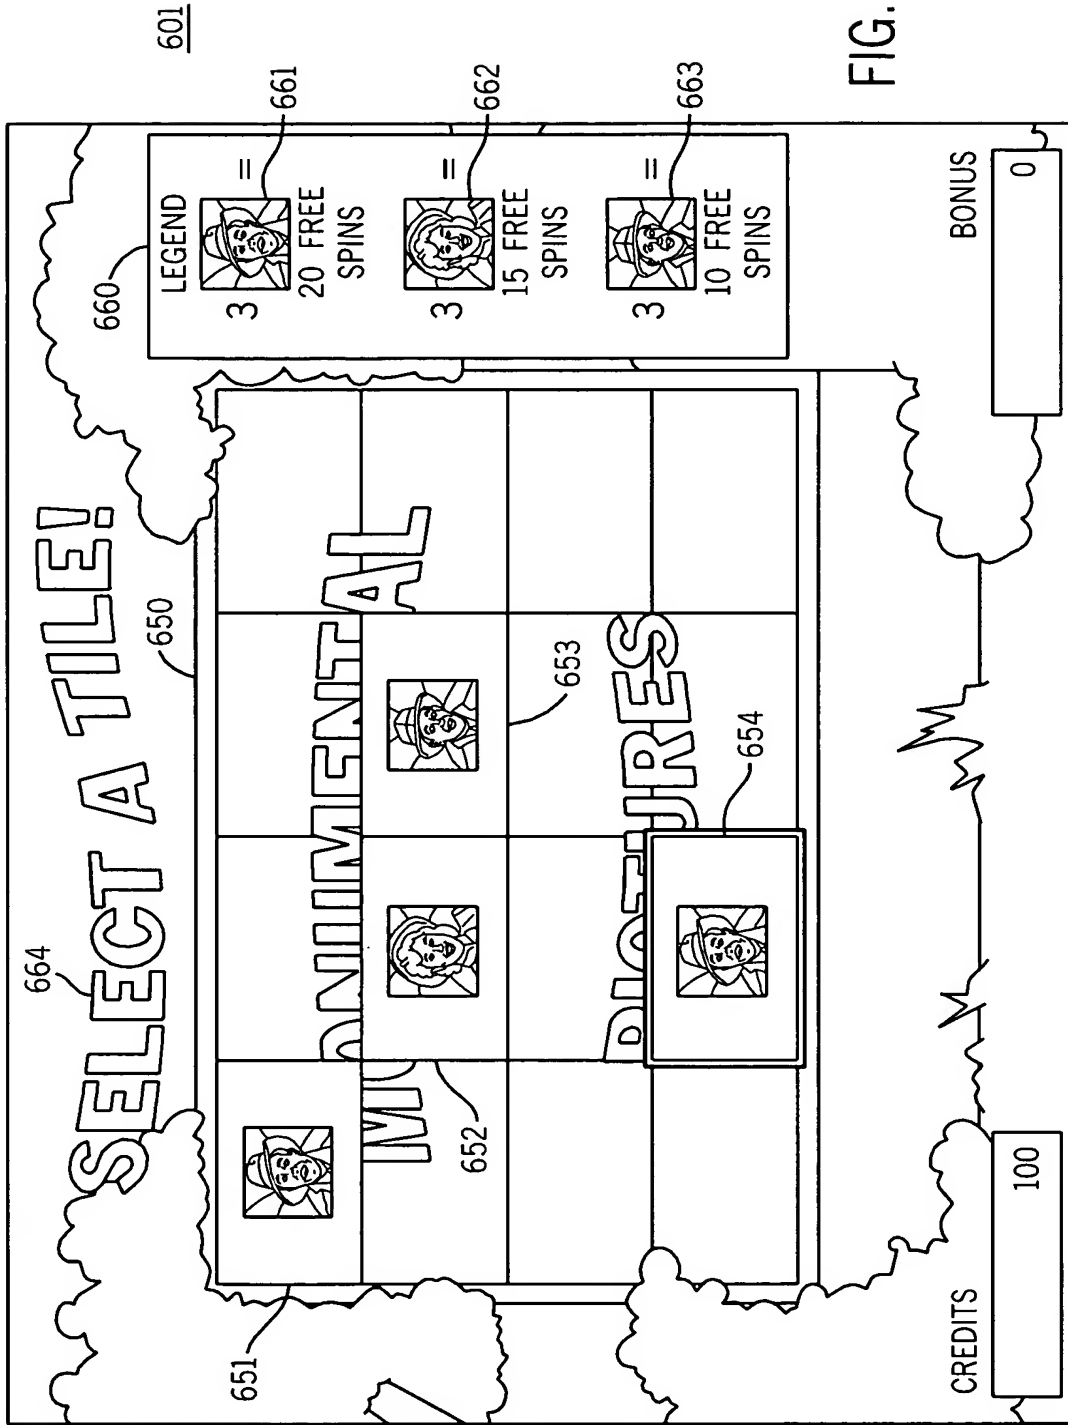 601
SELECT A TILE!
664
650
660
LEGEND
3 =
661
20 FREE
SPINS
3 =
662
15 FREE
SPINS
3 =
663
10 FREE
SPINS
651
MONUMENTAL
652
653
PICTURES
654
CREDITS
100
BONUS
0
FIG.